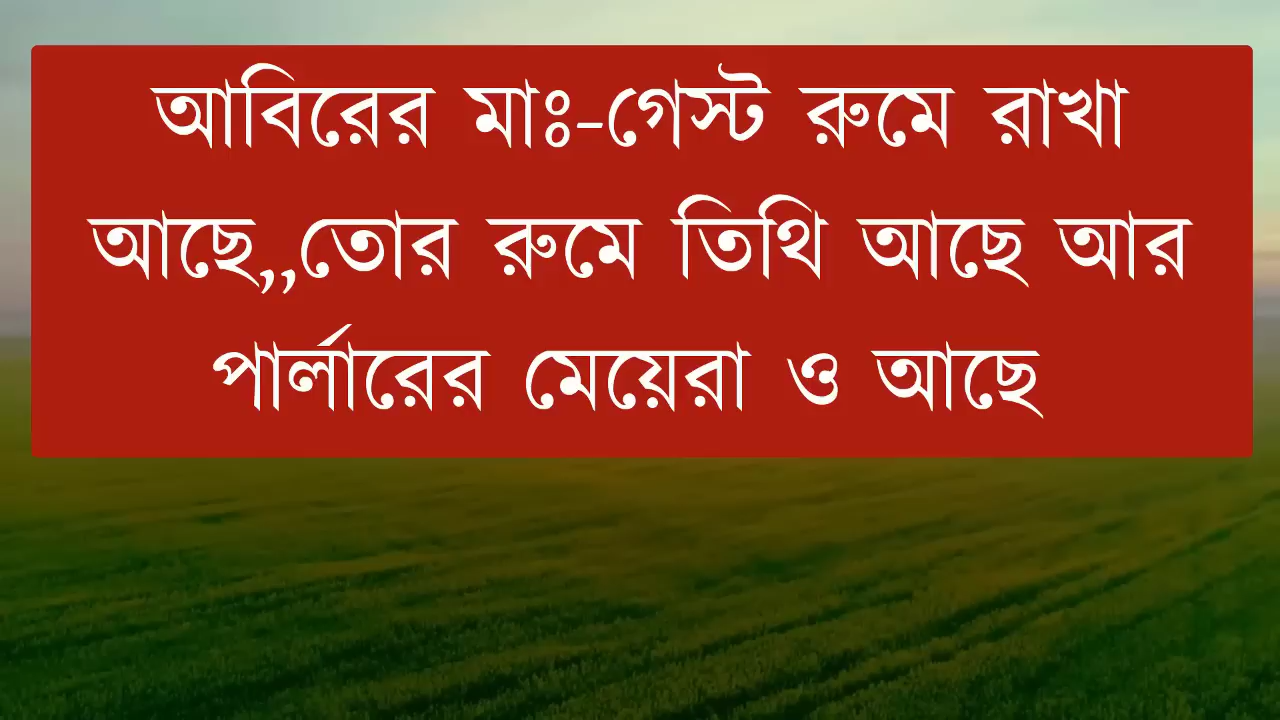 আবিরের মাঃ-গেস্ট রুমে রাখা
আছে,,তোর রুমে তিথি আছে আর
পার্লারের মেয়েরা ও আছে